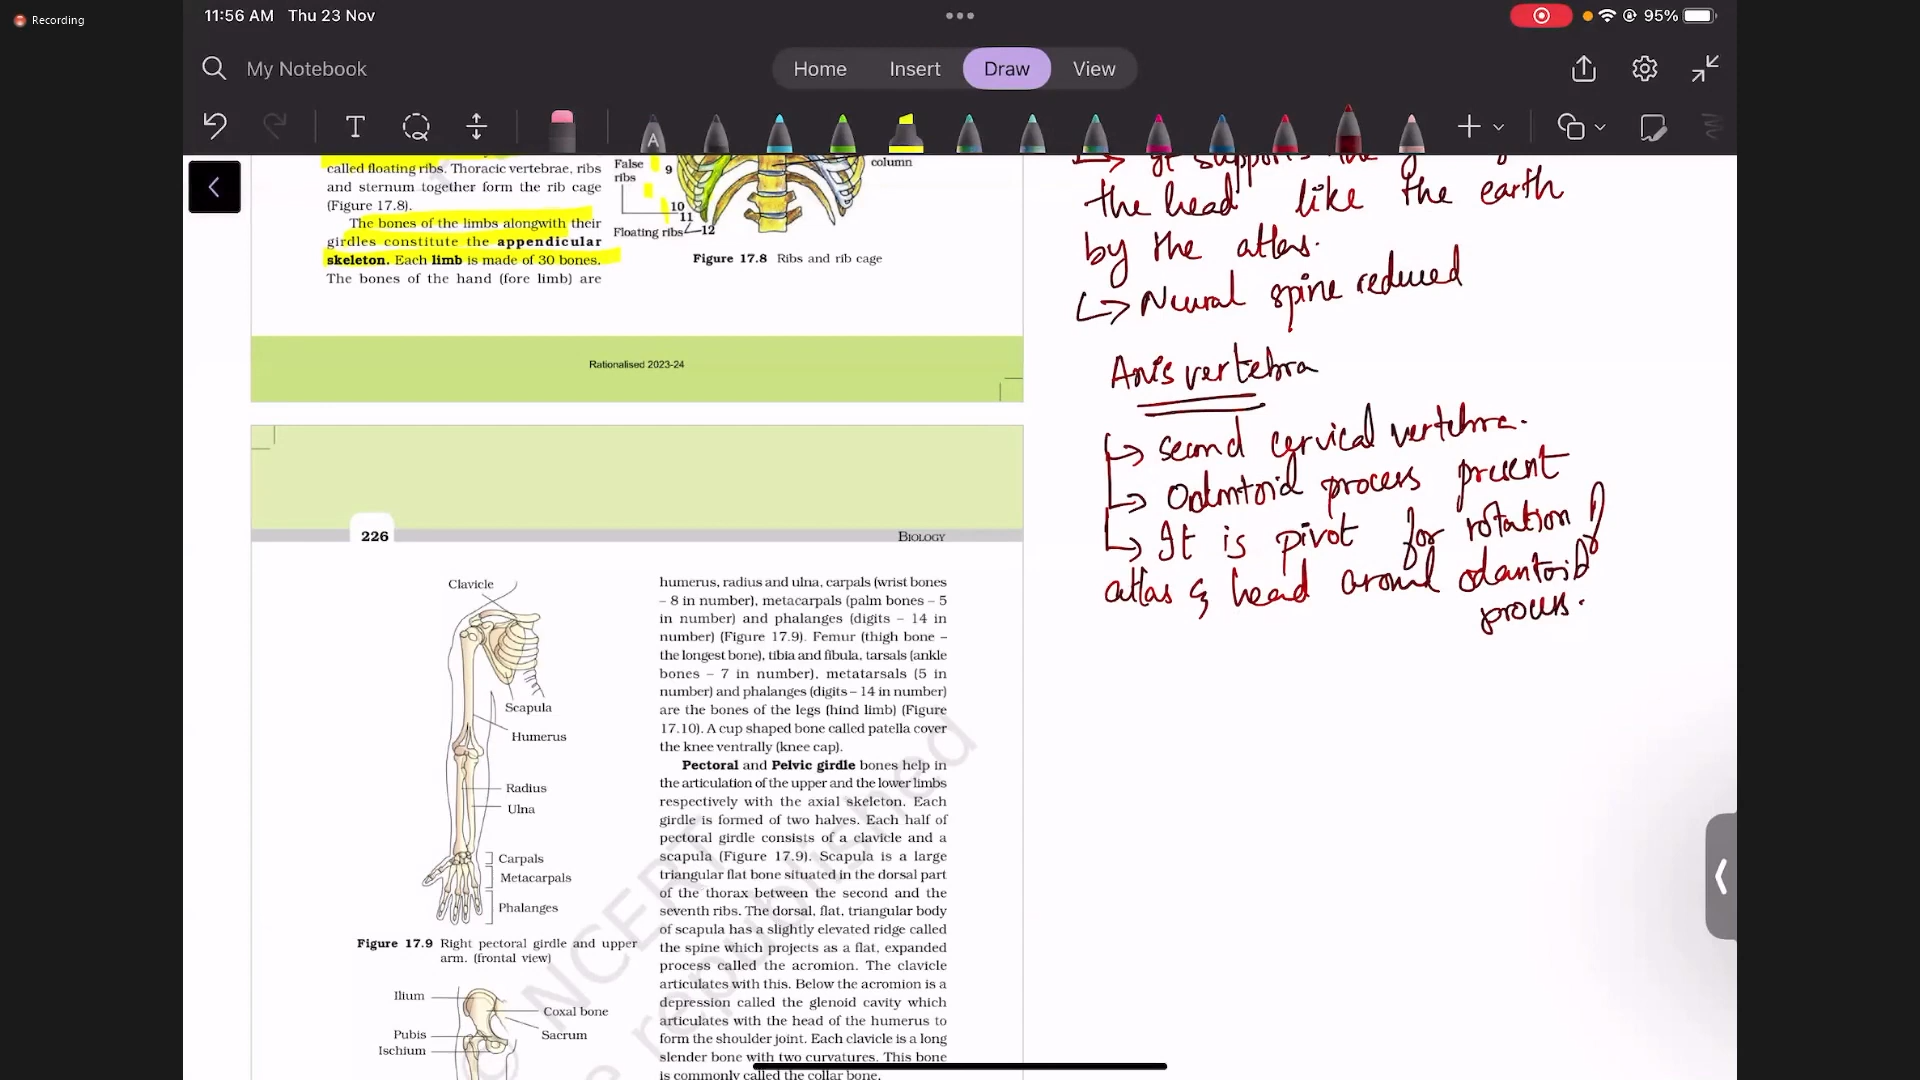 Recording
11:56 AM Thu 23 Nov
95%
My Notebook
Home Insert Draw View
T
A
called floating ribs. Thoracic vertebrae, ribs
and sternum together form the rib cage
(Figure 17.8).
The bones of the limbs alongwith their
girdles constitute the appendicular
skeleton. Each limb is made of 30 bones.
The bones of the hand (fore limb) are
False
ribs
9
10
11
12
Floating ribs
column
Figure 17.8 Ribs and rib cage
Rationalised 2023-24
226
BIOLOGY
Clavicle
Scapula
Humerus
Radius
Ulna
Carpals
Metacarpals
Phalanges
Figure 17.9 Right pectoral girdle and upper
arm. (frontal view)
Ilium
Coxal bone
Pubis
Sacrum
Ischium
humerus, radius and ulna, carpals (wrist bones
– 8 in number), metacarpals (palm bones – 5
in number) and phalanges (digits – 14 in
number) (Figure 17.9). Femur (thigh bone –
the longest bone), tibia and fibula, tarsals (ankle
bones – 7 in number), metatarsals (5 in
number) and phalanges (digits – 14 in number)
are the bones of the legs (hind limb) (Figure
17.10). A cup shaped bone called patella cover
the knee ventrally (knee cap).
Pectoral and Pelvic girdle bones help in
the articulation of the upper and the lower limbs
respectively with the axial skeleton. Each
girdle is formed of two halves. Each half of
pectoral girdle consists of a clavicle and a
scapula (Figure 17.9). Scapula is a large
triangular flat bone situated in the dorsal part
of the thorax between the second and the
seventh ribs. The dorsal, flat, triangular body
of scapula has a slightly elevated ridge called
the spine which projects as a flat, expanded
process called the acromion. The clavicle
articulates with this. Below the acromion is a
depression called the glenoid cavity which
articulates with the head of the humerus to
form the shoulder joint. Each clavicle is a long
slender bone with two curvatures. This bone
is commonly called the collar bone.
NCERT
republished
It supports the
the head like the earth
by the atlas.
Neural spine reduced
Axis vertebra
second cervical vertebra.
Odontoid process present
It is pivot for rotation of
atlas & head around odantoid
process.